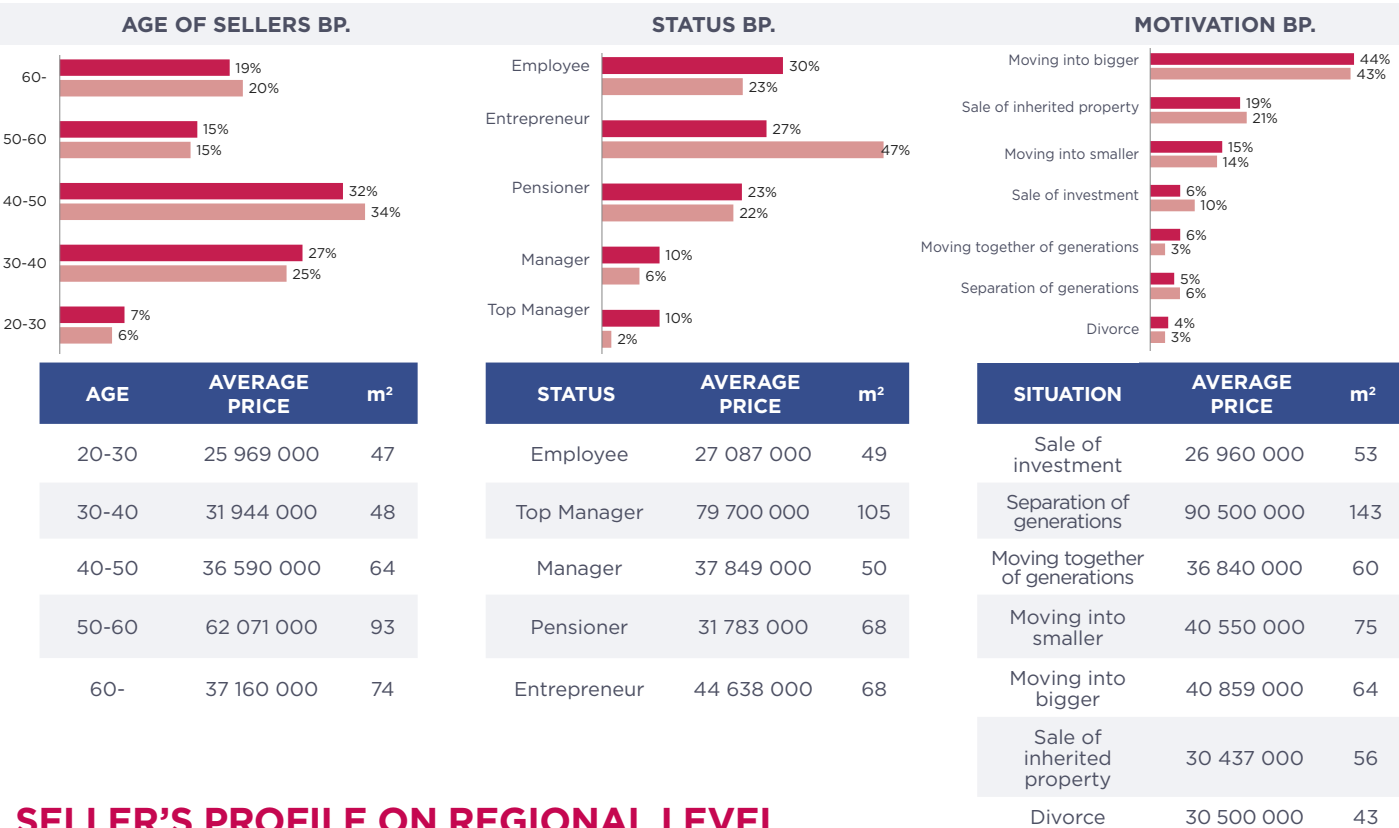 AGE OF SELLERS BP.
60-
19%
20%
50-60
15%
15%
40-50
32%
34%
30-40
27%
25%
20-30
7%
6%
STATUS BP.
Employee
30%
23%
Entrepreneur
27%
47%
Pensioner
23%
22%
Manager
10%
6%
Top Manager
10%
2%
MOTIVATION BP.
Moving into bigger
44%
43%
Sale of inherited property
19%
21%
Moving into smaller
15%
14%
Sale of investment
6%
10%
Moving together of generations
6%
3%
Separation of generations
5%
6%
Divorce
4%
3%
AGE AVERAGE PRICE m²
20-30 25 969 000 47
30-40 31 944 000 48
40-50 36 590 000 64
50-60 62 071 000 93
60- 37 160 000 74
STATUS AVERAGE PRICE m²
Employee 27 087 000 49
Top Manager 79 700 000 105
Manager 37 849 000 50
Pensioner 31 783 000 68
Entrepreneur 44 638 000 68
SITUATION AVERAGE PRICE m²
Sale of investment 26 960 000 53
Separation of generations 90 500 000 143
Moving together of generations 36 840 000 60
Moving into smaller 40 550 000 75
Moving into bigger 40 859 000 64
Sale of inherited property 30 437 000 56
Divorce 30 500 000 43
SELLER'S PROFILE ON REGIONAL LEVEL